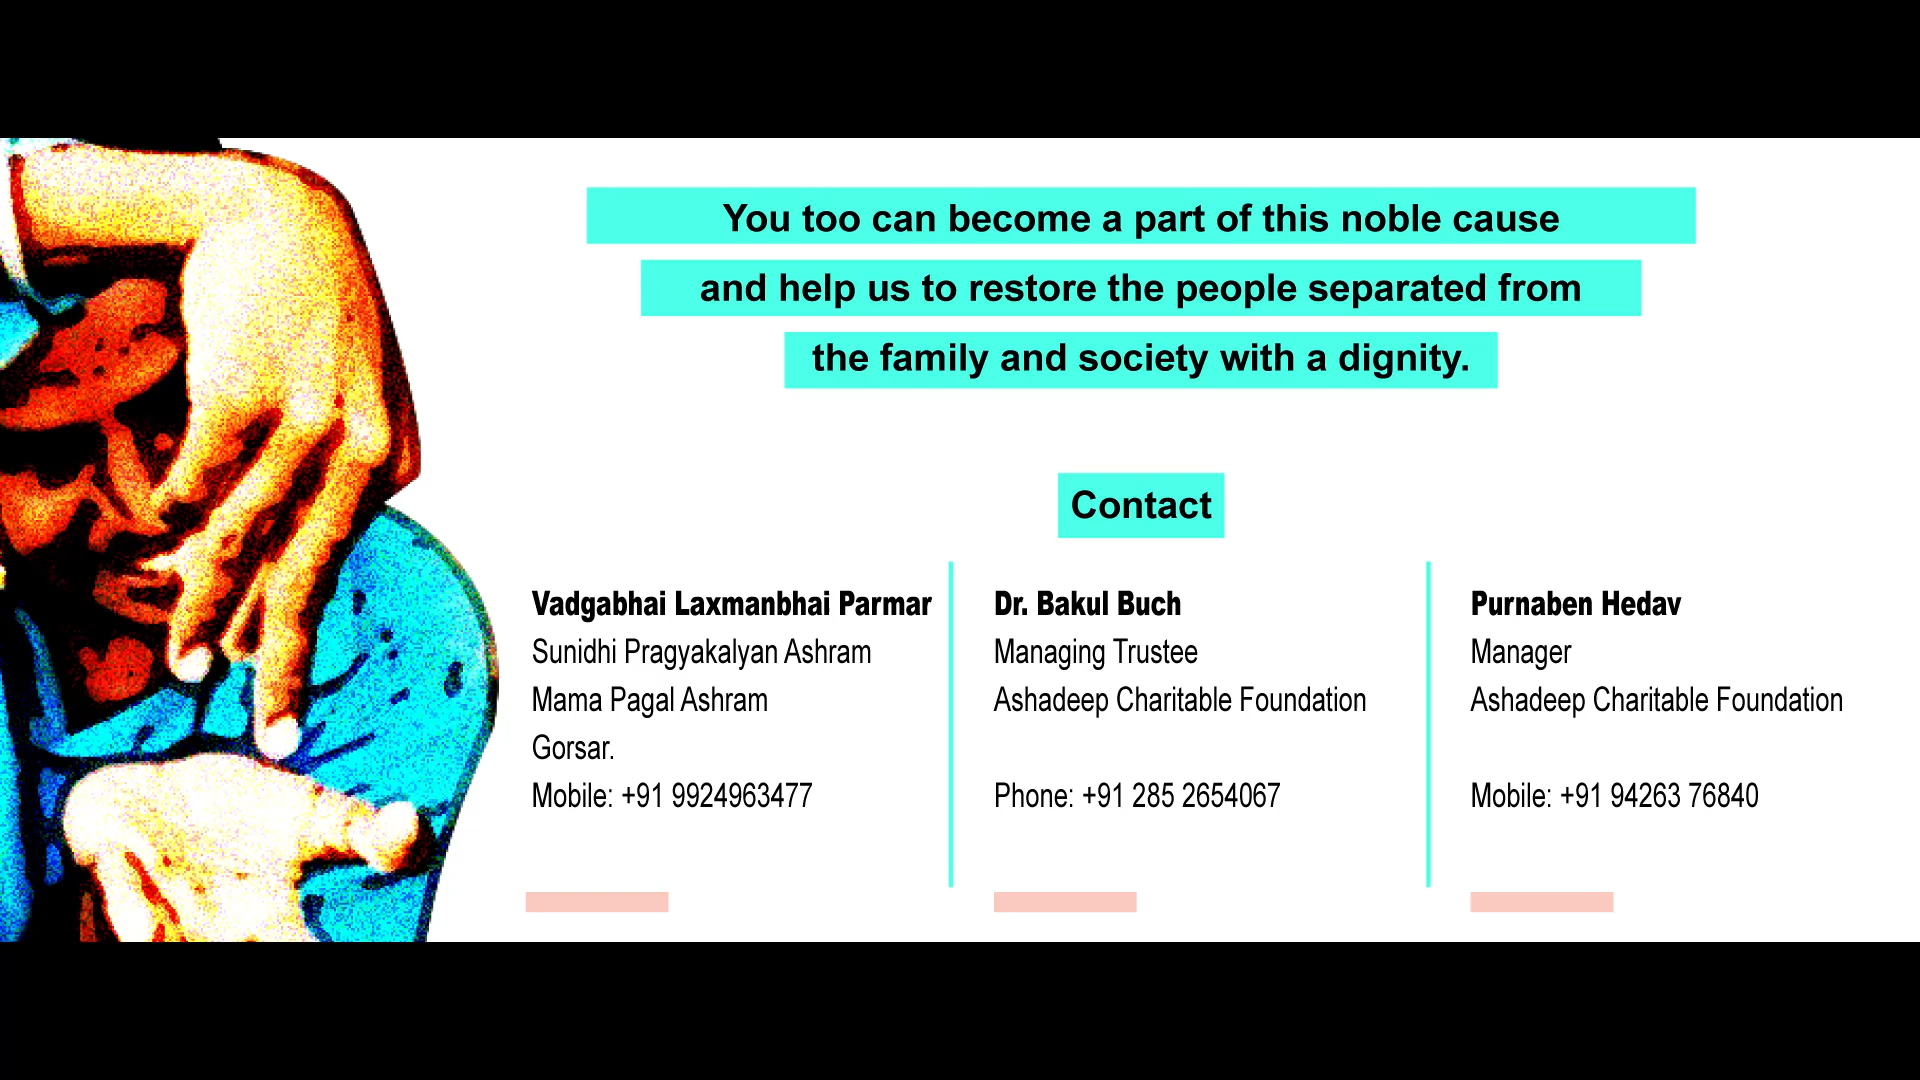 You too can become a part of this noble cause
and help us to restore the people separated from
the family and society with a dignity.
Contact
Vadgabhai Laxmanbhai Parmar
Sunidhi Pragyakalyan Ashram
Mama Pagal Ashram
Gorsar.
Mobile: +91 9924963477
Dr. Bakul Buch
Managing Trustee
Ashadeep Charitable Foundation
Phone: +91 285 2654067
Purnaben Hedav
Manager
Ashadeep Charitable Foundation
Mobile: +91 94263 76840